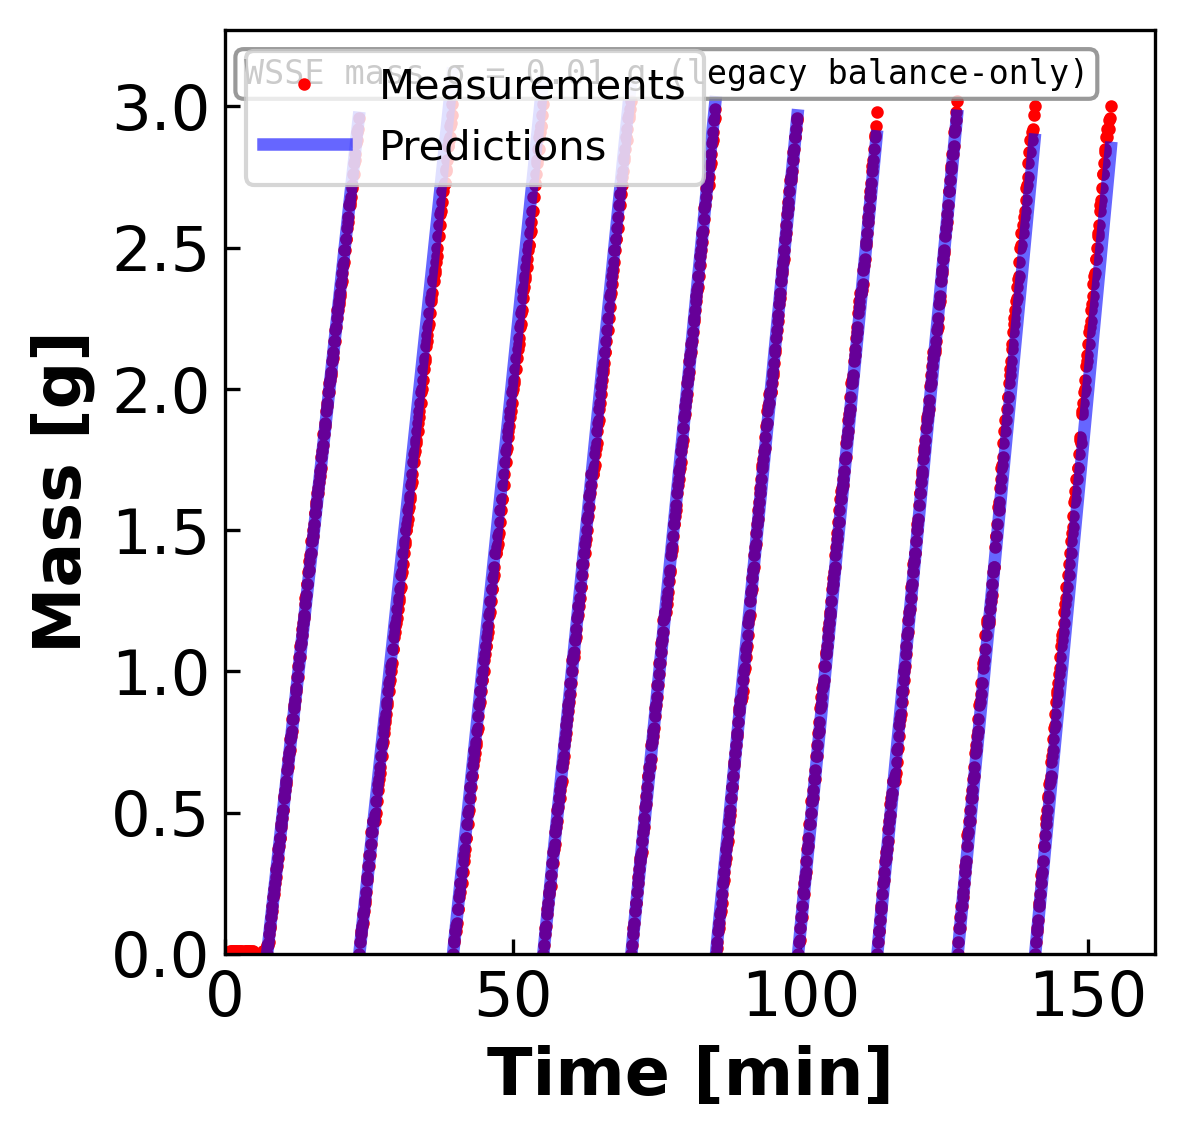 WSSE mass σ = 0.01 g (legacy balance-only)
Measurements
Predictions
3.0
2.5
2.0
1.5
1.0
0.5
0.0
Mass [g]
0 50 100 150
Time [min]